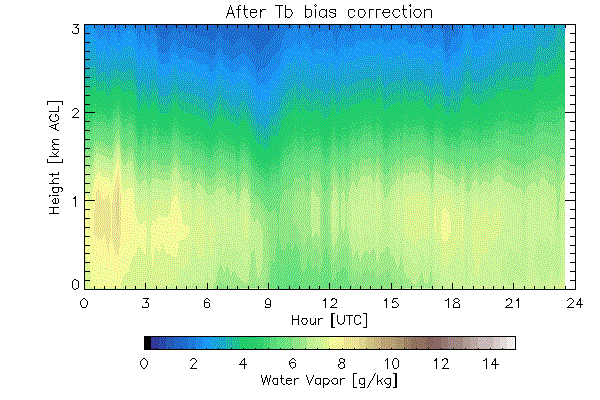 After Tb bias correction
3
2
1
0
Height [km AGL]
0 3 6 9 12 15 18 21 24
Hour [UTC]
0 2 4 6 8 10 12 14
Water Vapor [g/kg]